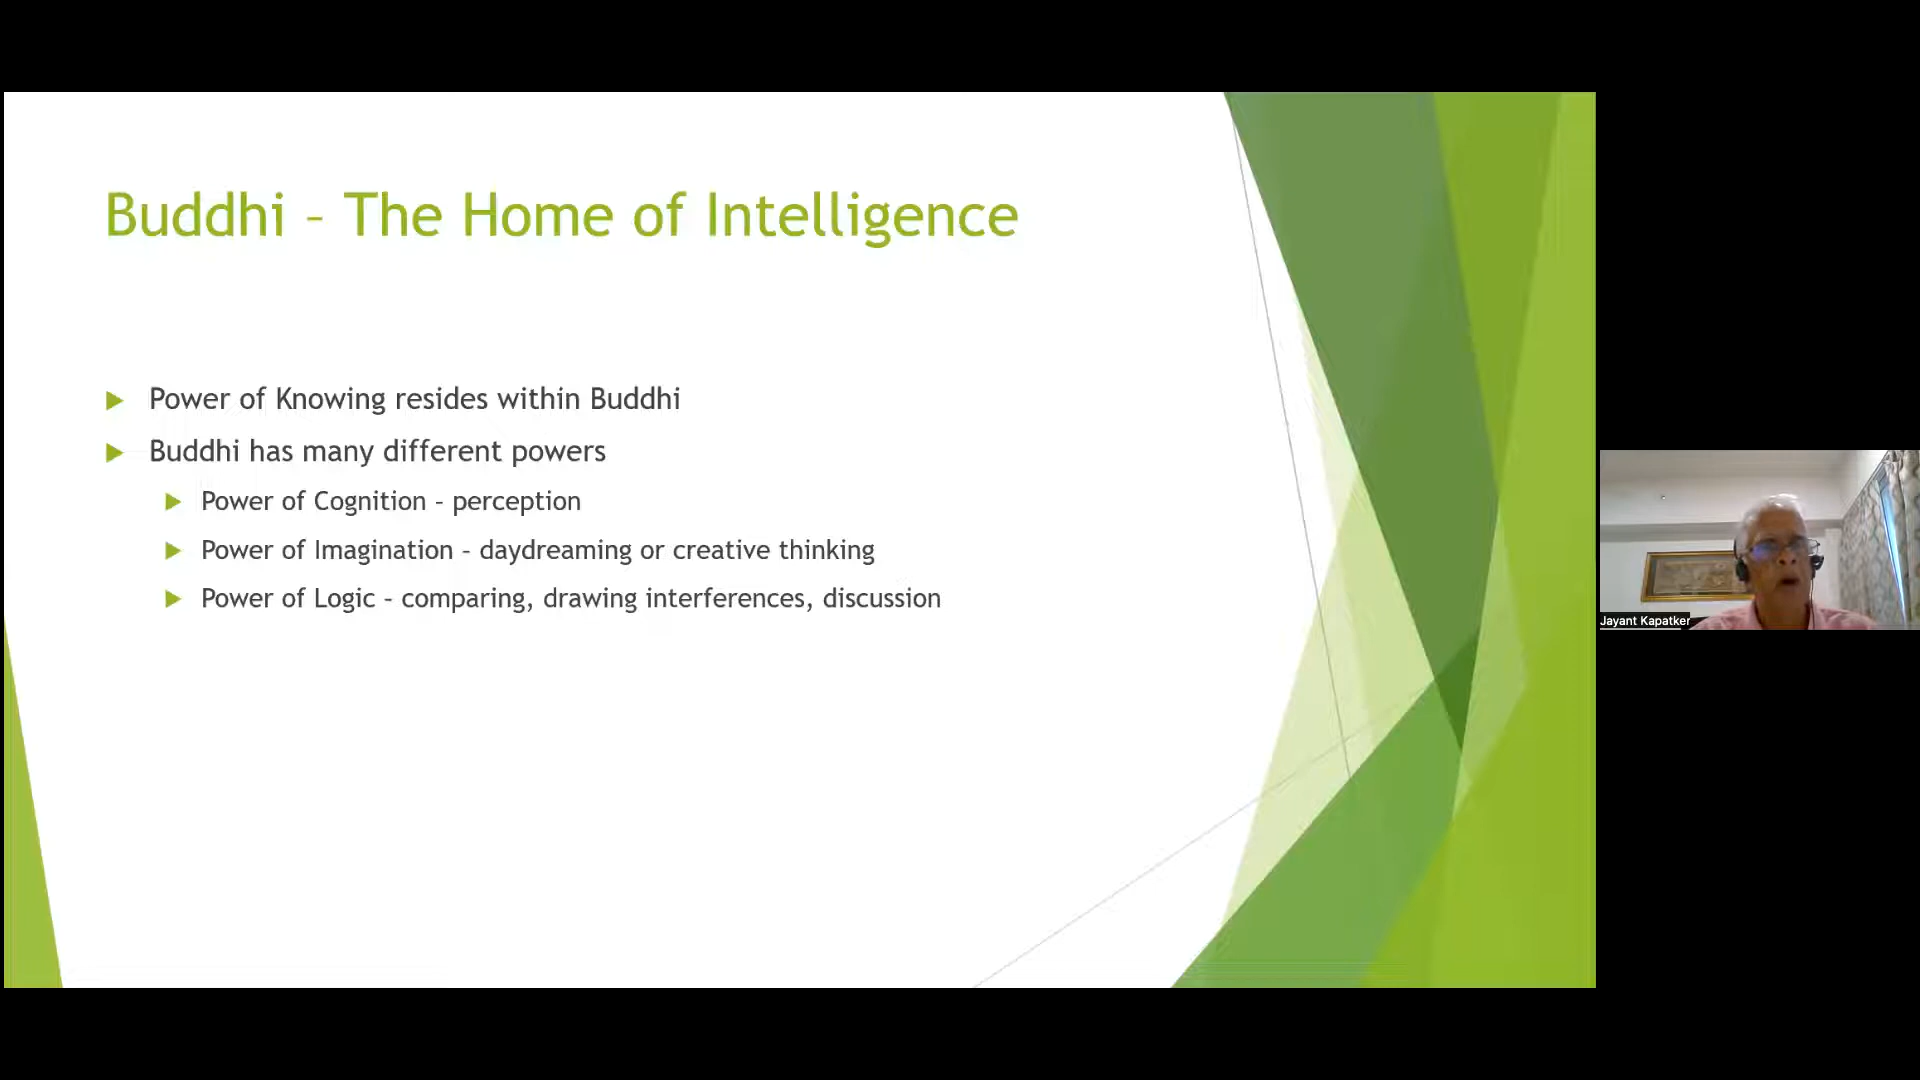 Buddhi – The Home of Intelligence
Power of Knowing resides within Buddhi
Buddhi has many different powers
Power of Cognition – perception
Power of Imagination – daydreaming or creative thinking
Power of Logic – comparing, drawing interferences, discussion
Jayant Kapatker